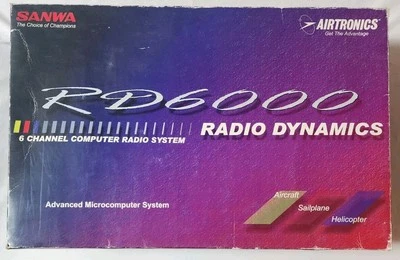 SANWA
The Choice of Champions
AIRTRONICS
Get The Advantage
RD6000
6 CHANNEL COMPUTER RADIO SYSTEM
RADIO DYNAMICS
Advanced Microcomputer System
Aircraft
Sailplane
Helicopter